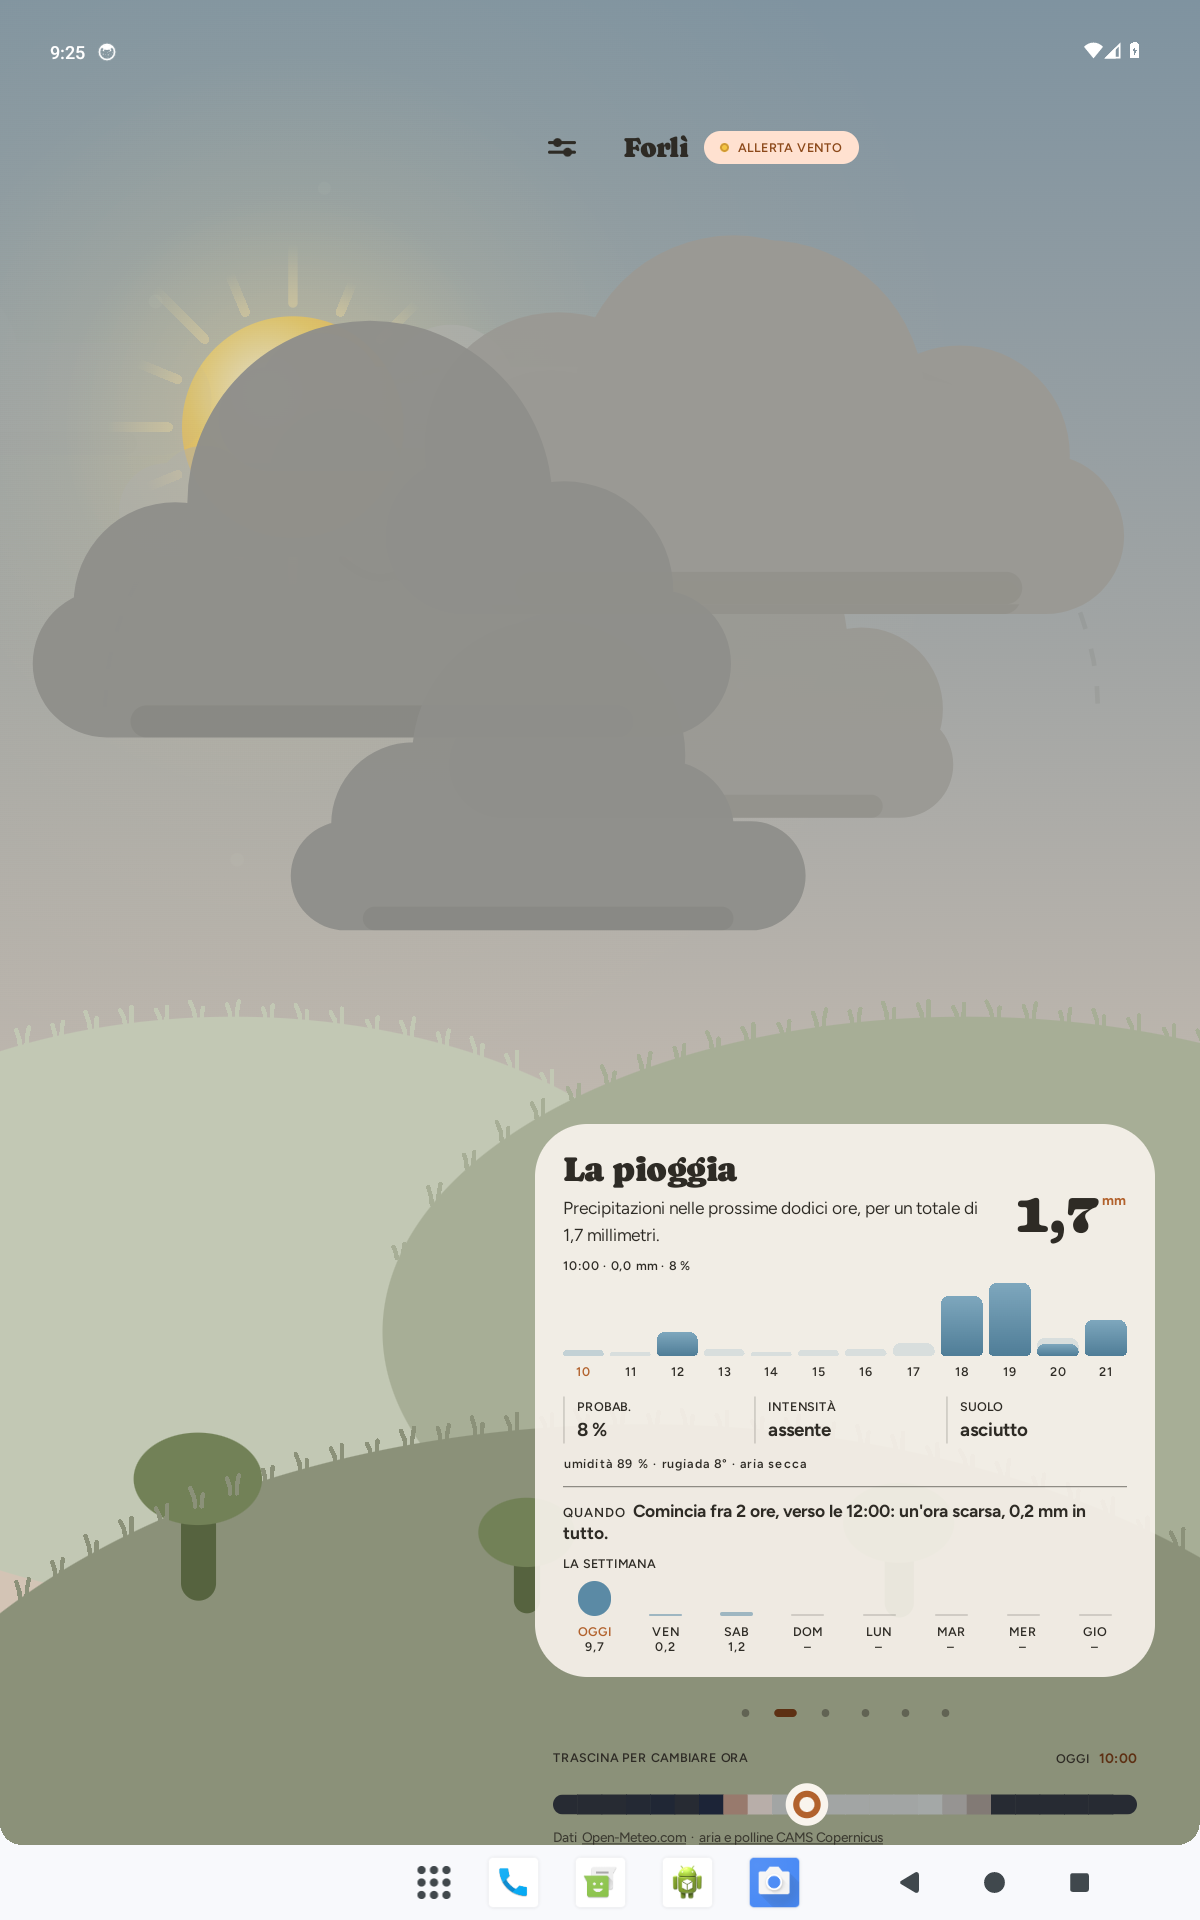 9:25
Forlì
ALLERTA VENTO
La pioggia
Precipitazioni nelle prossime dodici ore, per un totale di
1,7 millimetri.
1,7 mm
10:00 · 0,0 mm · 8 %
10 11 12 13 14 15 16 17 18 19 20 21
PROBAB. INTENSITÀ SUOLO
8 % assente asciutto
umidità 89 % · rugiada 8° · aria secca
QUANDO Comincia fra 2 ore, verso le 12:00: un'ora scarsa, 0,2 mm in
tutto.
LA SETTIMANA
OGGI VEN SAB DOM LUN MAR MER GIO
9,7 0,2 1,2 – – – – –
TRASCINA PER CAMBIARE ORA OGGI 10:00
Dati Open-Meteo.com · aria e polline CAMS Copernicus